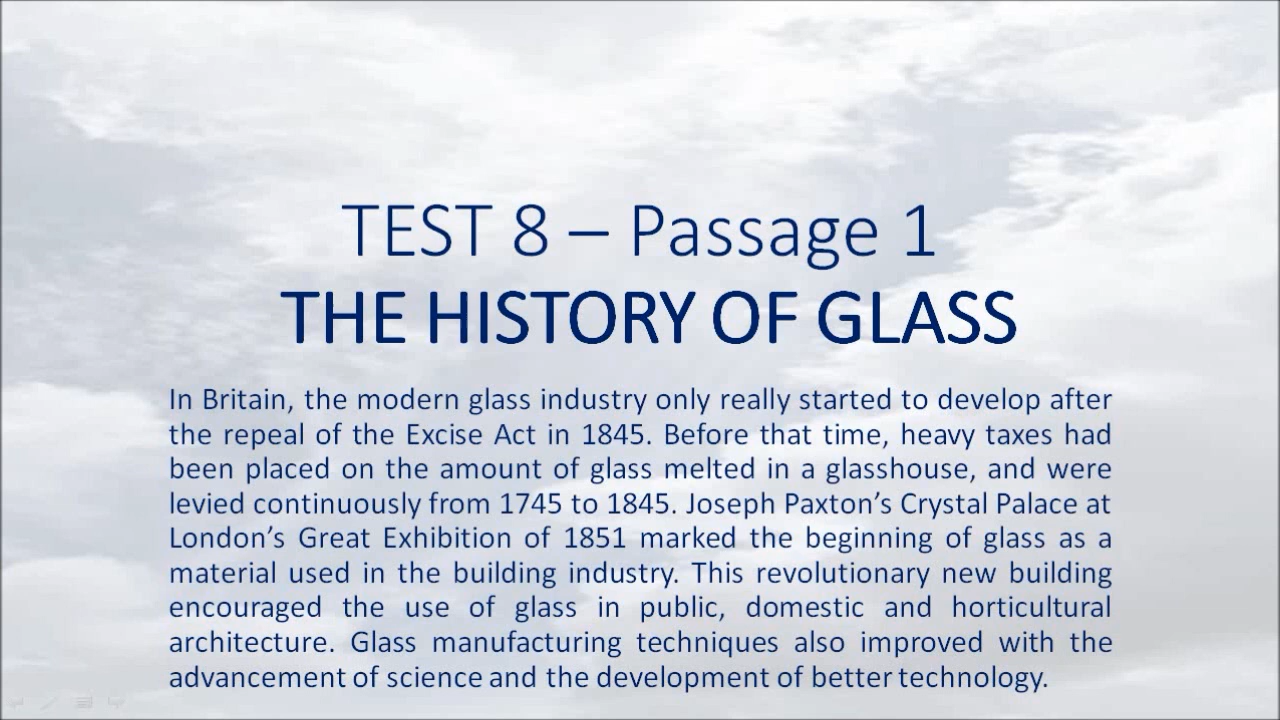 TEST 8 – Passage 1
THE HISTORY OF GLASS
In Britain, the modern glass industry only really started to develop after
the repeal of the Excise Act in 1845. Before that time, heavy taxes had
been placed on the amount of glass melted in a glasshouse, and were
levied continuously from 1745 to 1845. Joseph Paxton’s Crystal Palace at
London’s Great Exhibition of 1851 marked the beginning of glass as a
material used in the building industry. This revolutionary new building
encouraged the use of glass in public, domestic and horticultural
architecture. Glass manufacturing techniques also improved with the
advancement of science and the development of better technology.